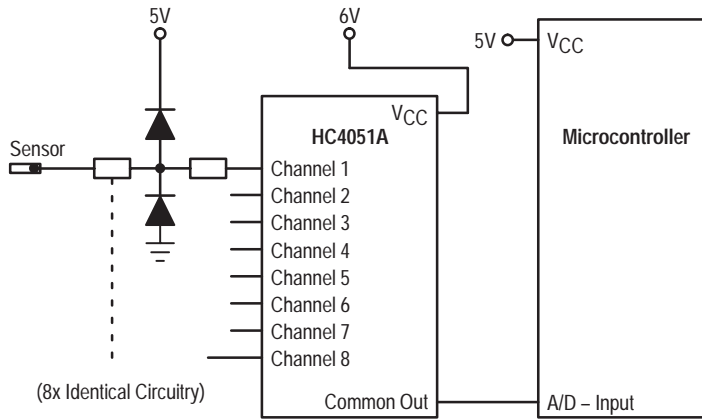 5V
6V
5V
VCC
VCC
HC4051A
Microcontroller
Sensor
Channel 1
Channel 2
Channel 3
Channel 4
Channel 5
Channel 6
Channel 7
Channel 8
(8x Identical Circuitry)
Common Out
A/D – Input